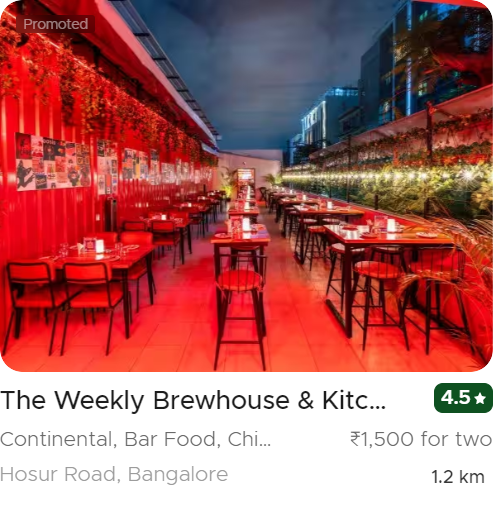 Promoted
The Weekly Brewhouse & Kitc...
4.5★
Continental, Bar Food, Chi...
₹1,500 for two
Hosur Road, Bangalore
1.2 km